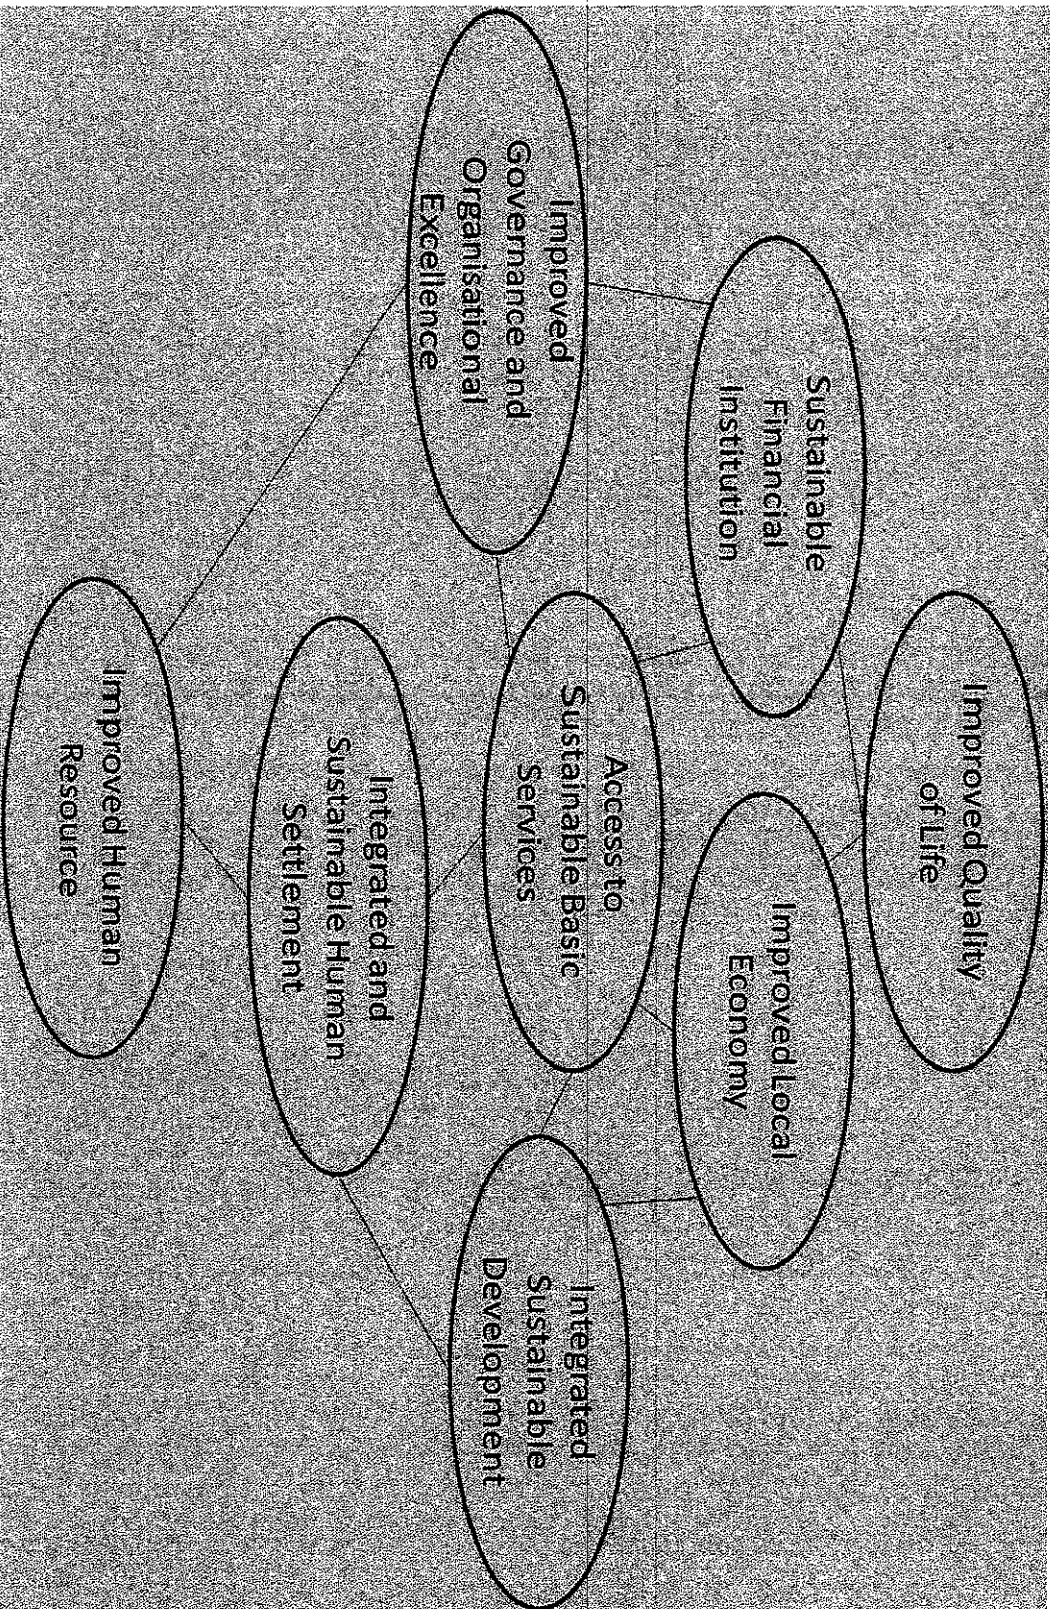 Improved Quality
of Life
Sustainable
Financial
Institution
Improved Local
Economy
Improved
Governance and
Organisational
Excellence
Access to
Sustainable Basic
Services
Integrated
Sustainable
Development
Integrated and
Sustainable Human
Settlement
Improved Human
Resource